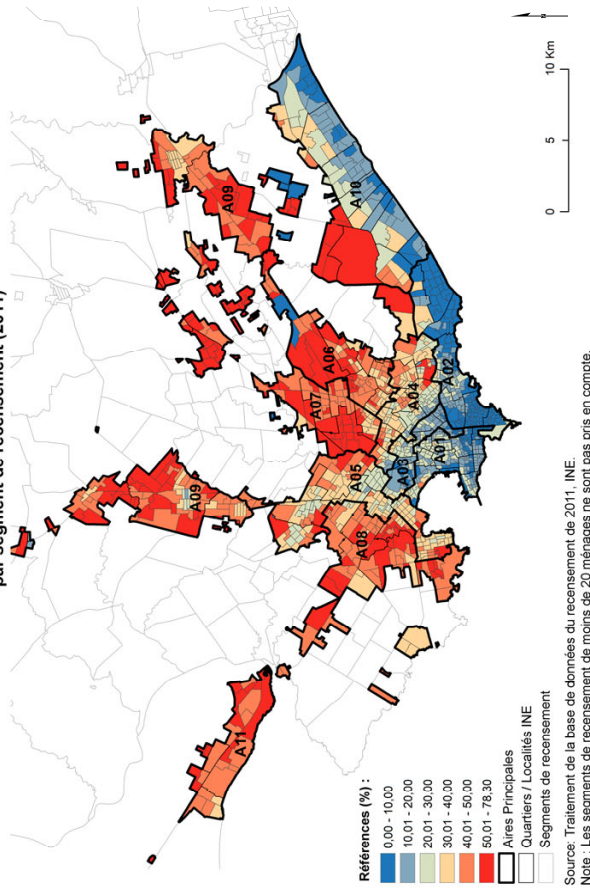 par segment de recensement (2011)
A11
A09
A09
A08
A05
A07
A06
A03
A01
A04
A02
A10
0 5 10 Km
Références (%) :
0,00 - 10,00
10,01 - 20,00
20,01 - 30,00
30,01 - 40,00
40,01 - 50,00
50,01 - 78,30
Aires Principales
Quartiers / Localités INE
Segments de recensement
Source: Traitement de la base de données du recensement de 2011, INE.
Note : Les segments de recensement de moins de 20 ménages ne sont pas pris en compte.